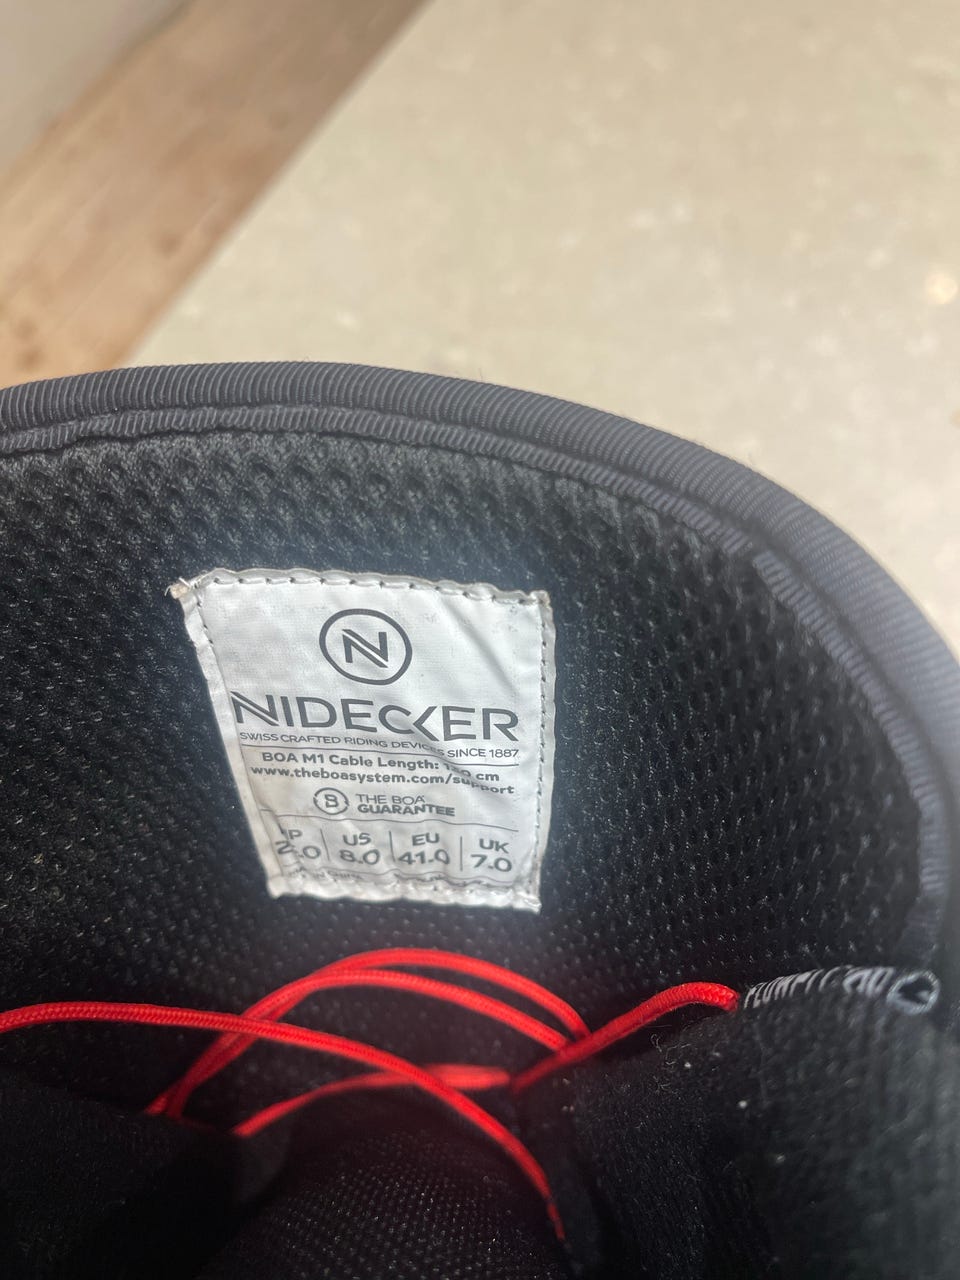 N
NIDECKER
SWISS CRAFTED RIDING DEVICES SINCE 1887
BOA M1 Cable Length: cm
www.theboasystem.com/support
B THE BOA
GUARANTEE
US EU UK
8.0 41.0 7.0